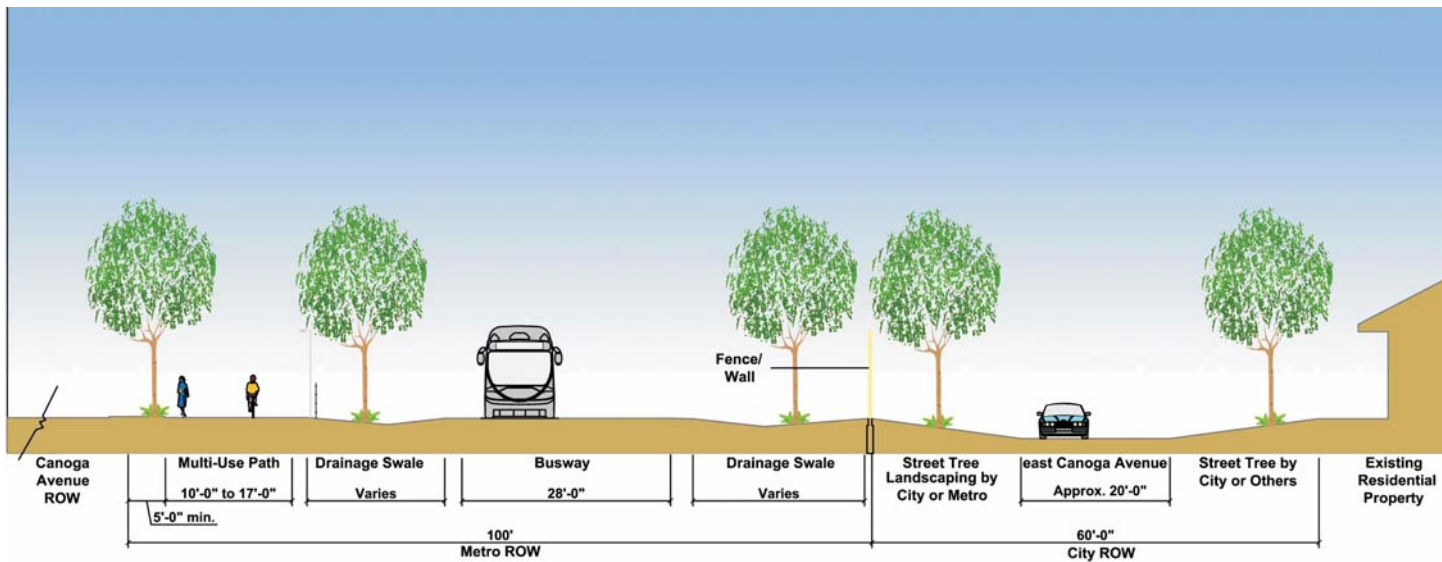 Fence/
Wall
Canoga
Avenue
ROW
Multi-Use Path
10'-0" to 17'-0"
5'-0" min.
Drainage Swale
Varies
Busway
28'-0"
Drainage Swale
Varies
Street Tree
Landscaping by
City or Metro
east Canoga Avenue
Approx. 20'-0"
Street Tree by
City or Others
Existing
Residential
Property
100'
Metro ROW
60'-0"
City ROW